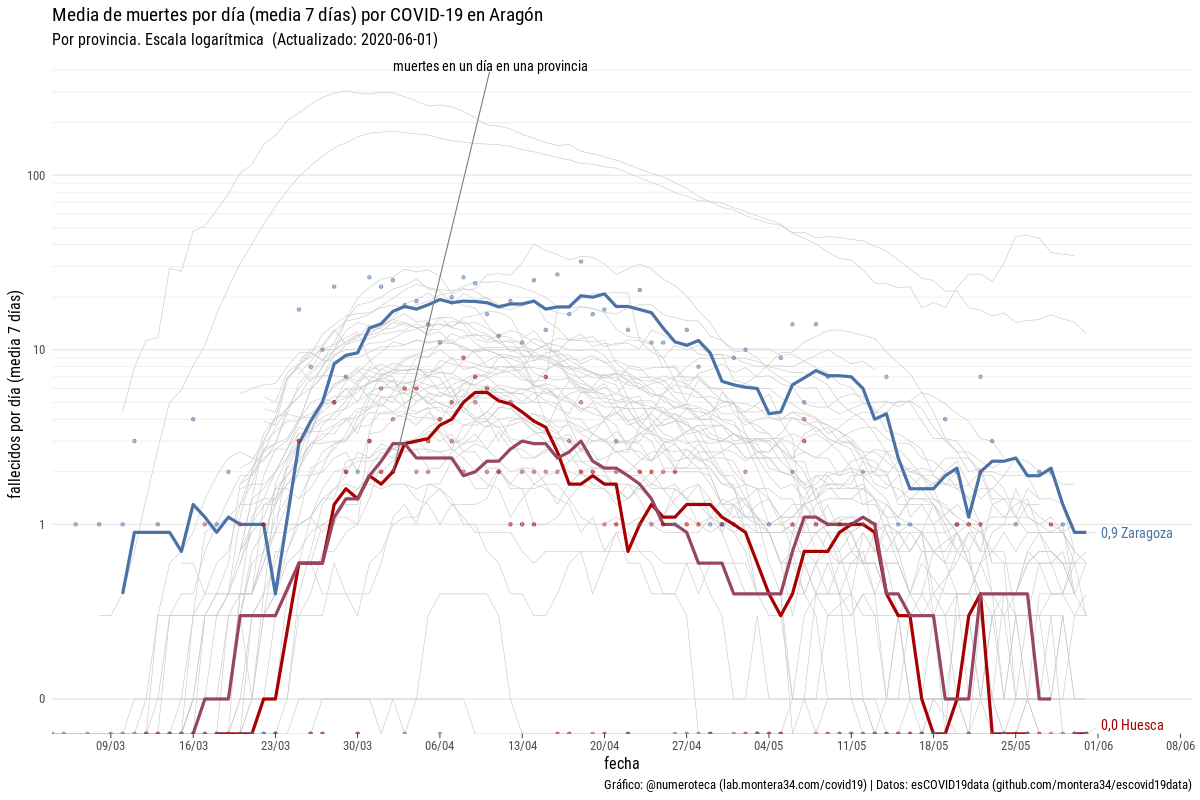 Media de muertes por día (media 7 días) por COVID-19 en Aragón
Por provincia. Escala logarítmica  (Actualizado: 2020-06-01)
muertes en un día en una provincia
fallecidos por día (media  7 días)
100
10
1
0
0,9 Zaragoza
0,0 Huesca
09/03 16/03 23/03 30/03 06/04 13/04 20/04 27/04 04/05 11/05 18/05 25/05 01/06 08/06
fecha
Gráfico: @numeroteca (lab.montera34.com/covid19) | Datos: esCOVID19data (github.com/montera34/escovid19data)